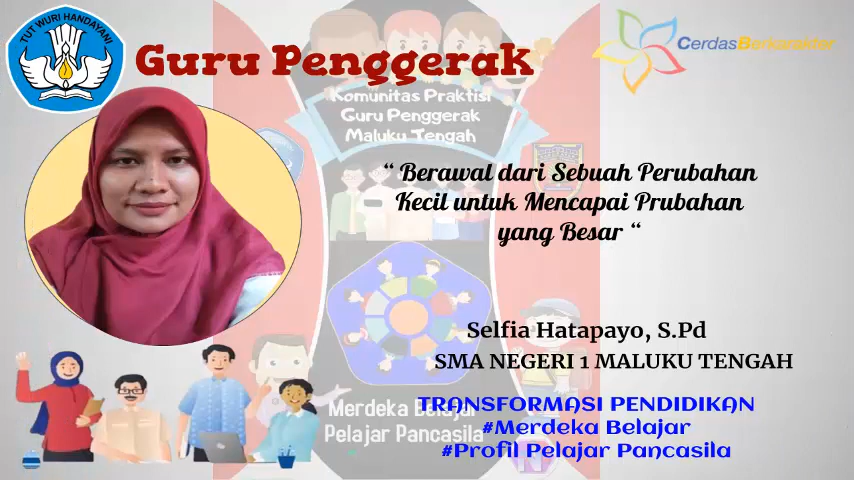 TUT WURI HANDAYANI
Guru Penggerak
CerdasBerkarakter
Komunitas Praktisi
Guru Penggerak
Maluku Tengah
“ Berawal dari Sebuah Perubahan
Kecil untuk Mencapai Prubahan
yang Besar “
Selfia Hatapayo, S.Pd
SMA NEGERI 1 MALUKU TENGAH
Merdeka Belajar
Pelajar Pancasila
TRANSFORMASI PENDIDIKAN
#Merdeka Belajar
#Profil Pelajar Pancasila